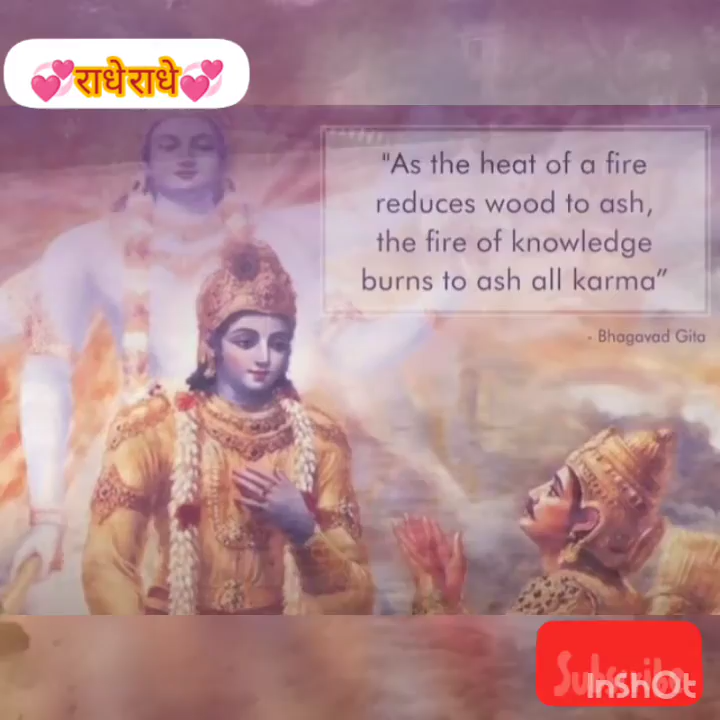 💞राधे राधे💞
"As the heat of a fire
reduces wood to ash,
the fire of knowledge
burns to ash all karma”
- Bhagavad Gita
Subscribe
InShOt